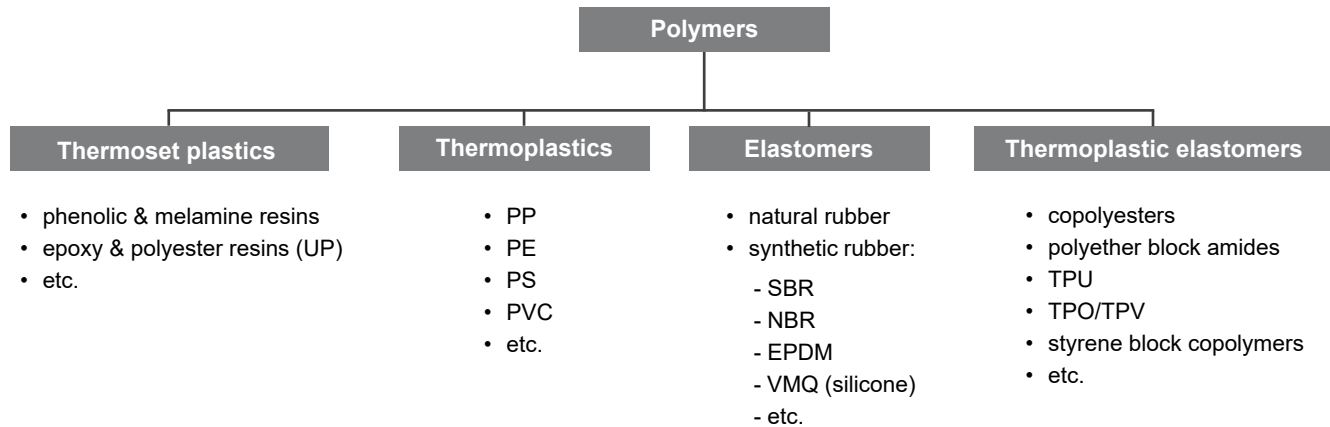 Polymers
Thermoset plastics
• phenolic & melamine resins
• epoxy & polyester resins (UP)
• etc.
Thermoplastics
• PP
• PE
• PS
• PVC
• etc.
Elastomers
• natural rubber
• synthetic rubber:
- SBR
- NBR
- EPDM
- VMQ (silicone)
- etc.
Thermoplastic elastomers
• copolyesters
• polyether block amides
• TPU
• TPO/TPV
• styrene block copolymers
• etc.